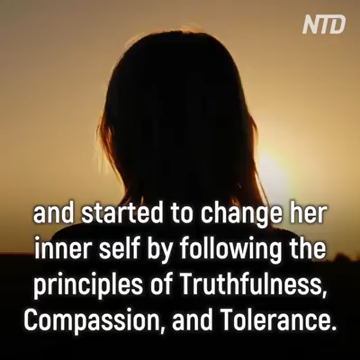 NTD
and started to change her
inner self by following the
principles of Truthfulness,
Compassion, and Tolerance.